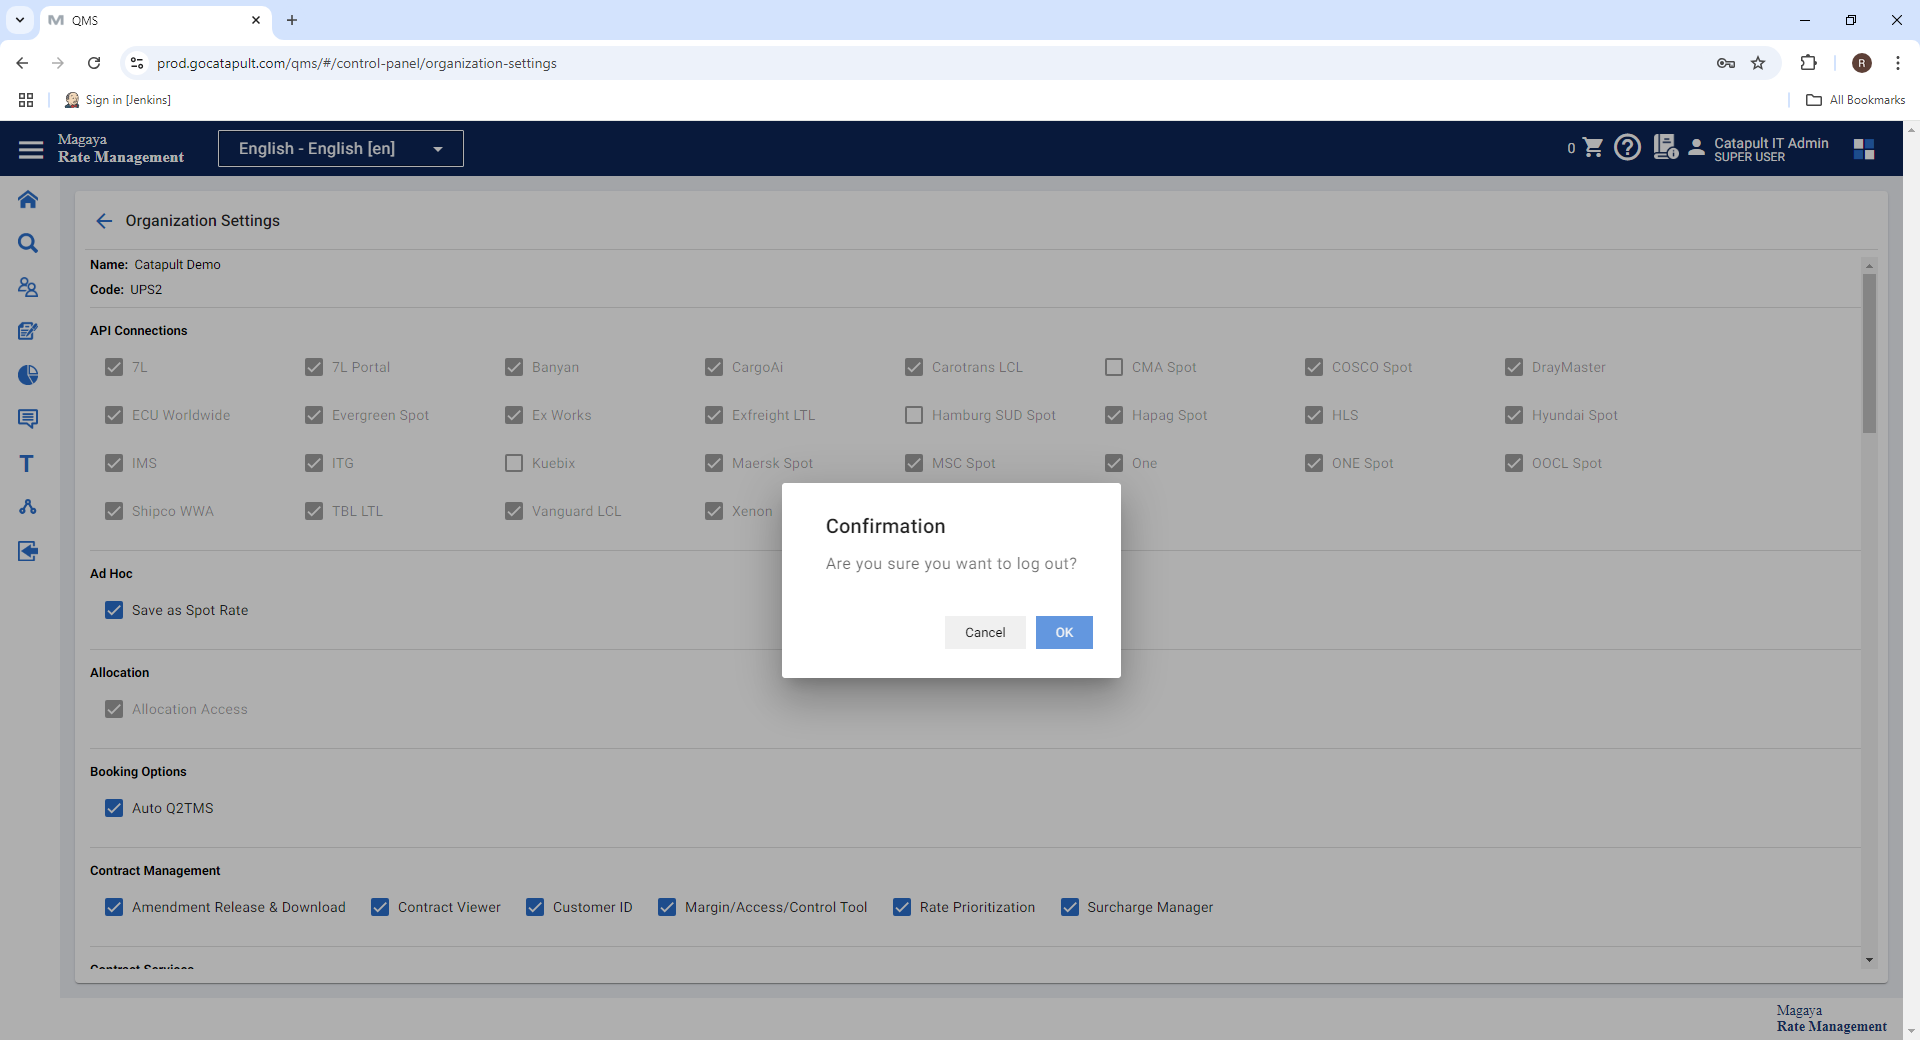 QMS
prod.gocatapult.com/qms/#/control-panel/organization-settings
R
Sign in [Jenkins]
All Bookmarks
Magaya
Rate Management
English - English [en]
0
Catapult IT Admin
SUPER USER
Organization Settings
Name: Catapult Demo
Code: UPS2
API Connections
7L
7L Portal
Banyan
CargoAi
Carotrans LCL
CMA Spot
COSCO Spot
DrayMaster
ECU Worldwide
Evergreen Spot
Ex Works
Exfreight LTL
Hamburg SUD Spot
Hapag Spot
HLS
Hyundai Spot
IMS
ITG
Kuebix
Maersk Spot
MSC Spot
One
ONE Spot
OOCL Spot
Shipco WWA
TBL LTL
Vanguard LCL
Xenon
Confirmation
Are you sure you want to log out?
Cancel
OK
Ad Hoc
Save as Spot Rate
Allocation
Allocation Access
Booking Options
Auto Q2TMS
Contract Management
Amendment Release & Download
Contract Viewer
Customer ID
Margin/Access/Control Tool
Rate Prioritization
Surcharge Manager
Contract Services
Magaya
Rate Management